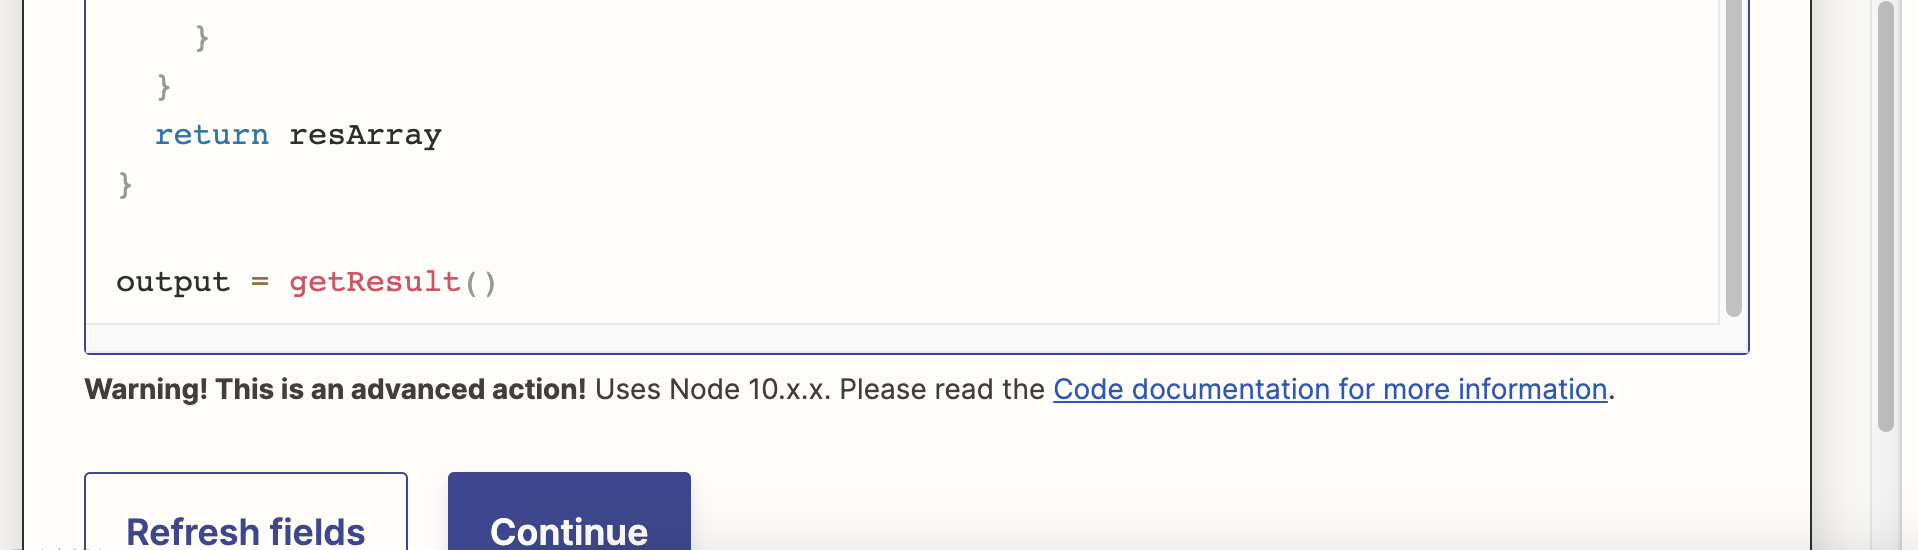 }
}
return resArray
}
output = getResult()
Warning! This is an advanced action! Uses Node 10.x.x. Please read the Code documentation for more information.
Refresh fields
Continue